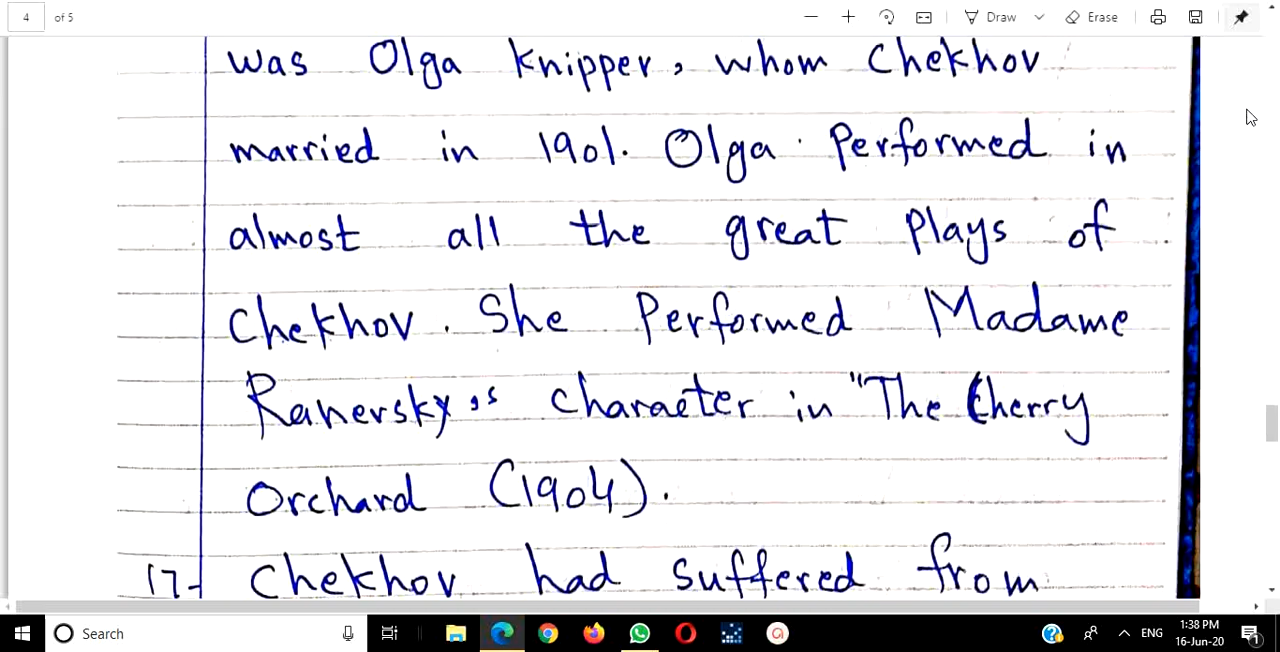 4 of 5
Draw
Erase
was Olga Knipper, whom Chekhov
married in 1901. Olga Performed in
almost all the great Plays of
Chekhov. She Performed Madame
Ranersky's character in "The Cherry
Orchard (1904).
17- Chekhov had suffered from
Search
ENG
1:38 PM
16-Jun-20
1